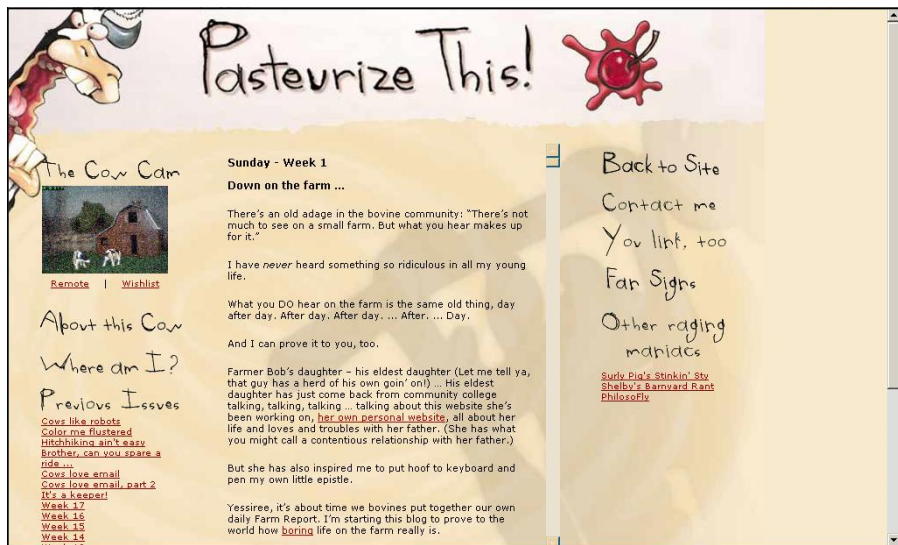 Pasteurize This!
The Cow Cam
Remote | Wishlist
About this Cow
Where am I?
Previous Issues
Cows like robots
Color me flustered
Hitchhiking ain't easy
Brother, can you spare a
ride ...
Cows love email
Cows love email, part 2
It's a keeper!
Week 17
Week 16
Week 15
Week 14
Sunday - Week 1
Down on the farm ...
There's an old adage in the bovine community: “There's not
much to see on a small farm. But what you hear makes up
for it.”
I have never heard something so ridiculous in all my young
life.
What you DO hear on the farm is the same old thing, day
after day. After day. After day. ... After. ... Day.
And I can prove it to you, too.
Farmer Bob's daughter – his eldest daughter (Let me tell ya,
that guy has a herd of his own goin' on!) ... His eldest
daughter has just come back from community college
talking, talking, talking ... talking about this website she's
been working on, her own personal website, all about her
life and loves and troubles with her father. (She has what
you might call a contentious relationship with her father.)
But she has also inspired me to put hoof to keyboard and
pen my own little epistle.
Yessiree, it's about time we bovines put together our own
daily Farm Report. I'm starting this blog to prove to the
world how boring life on the farm really is.
Back to Site
Contact me
You link, too
Far Signs
Other raging
maniacs
Surly Pig's Stinkin' Sty
Shelby's Barnyard Rant
PhilosoFly